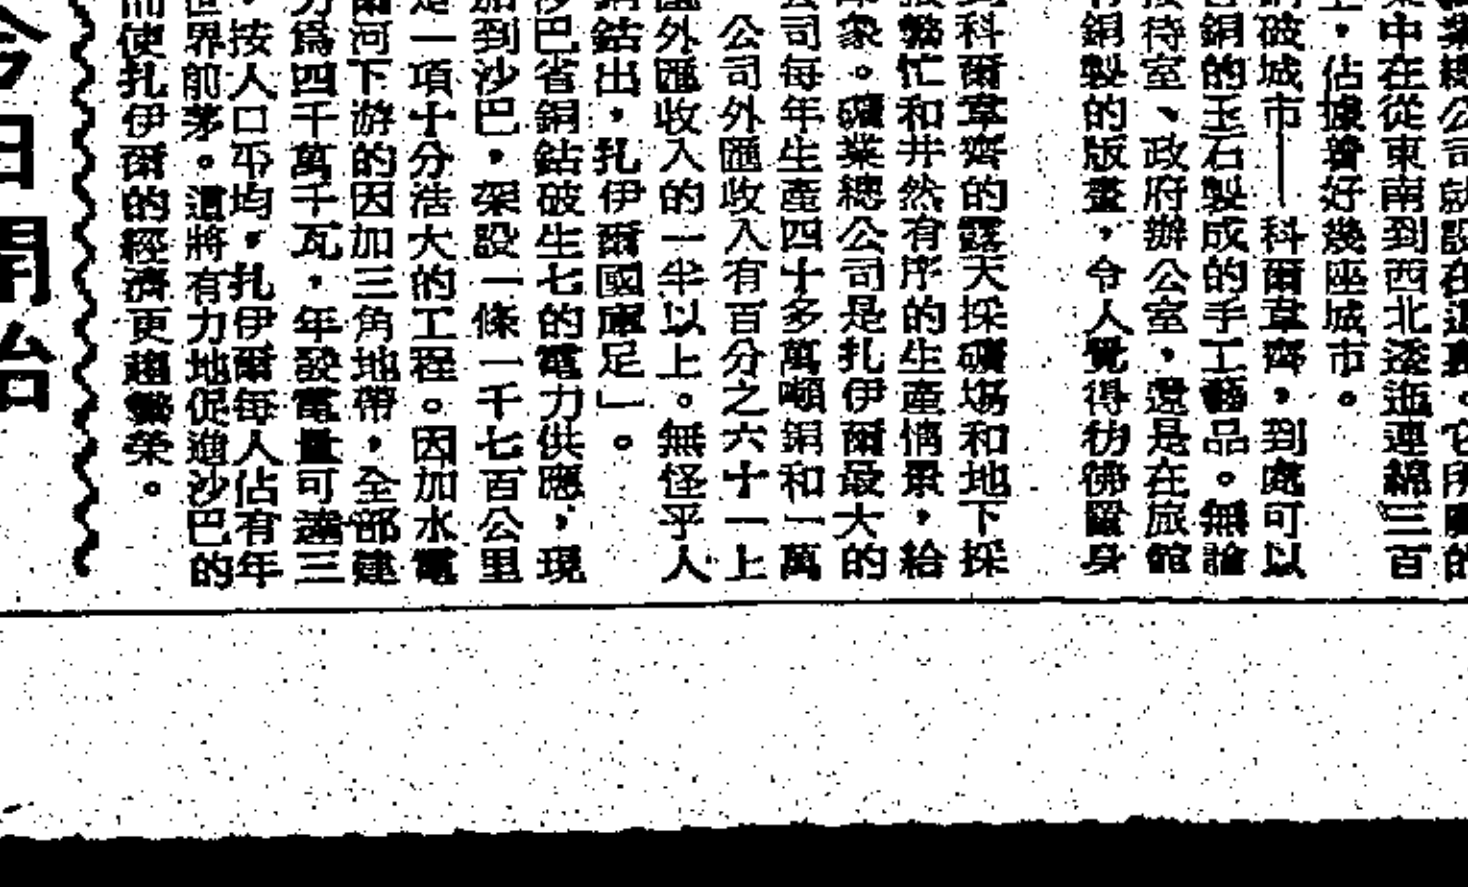 業總公司就設在這裏。它所屬的
集中在從東南到西北逶迤連綿三百
上，佔據着好幾座城市。
破城市——科爾韋齊，到處可以
含銅的玉石製成的手工藝品。無論
接待室、政府辦公室，還是在旅館
有銅製的版畫，令人覺得彷彿置身
到科爾韋齊的露天採礦場和地下採
繁忙和井然有序的生產情景，給
印象。礦業總公司是扎伊爾最大的
公司每年生產四十多萬噸銅和一萬
公司外匯收入有百分之六十一上
外匯收入的一半以上。無怪乎人
銅鈷出，扎伊爾國庫足」。
沙巴省銅鈷破生七的電力供應，現
加到沙巴，架設一條一千七百公里
是一項十分浩大的工程。因加水電
爾河下游的因加三角地帶，全部建
力爲四千萬千瓦，年設電量可達三
，按人口平均，扎伊爾每人佔有年
世界前茅。這將有力地促進沙巴的
而使扎伊爾的經濟更趨繁榮。
今日開始